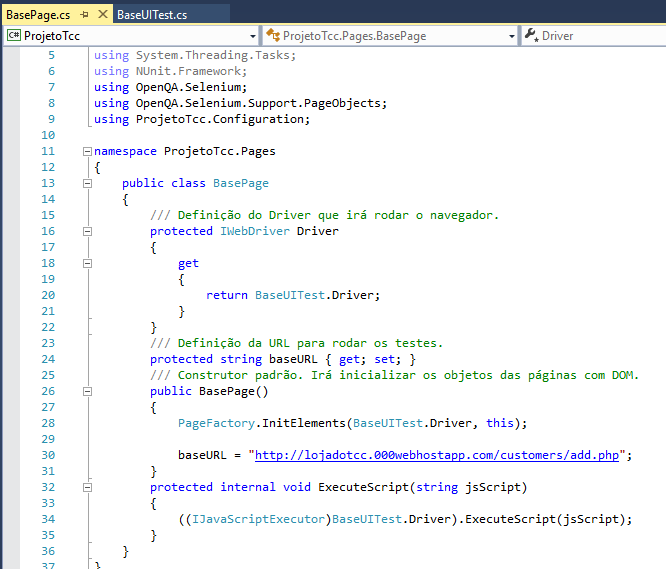 BasePage.cs BaseUITest.cs
C# ProjetoTcc ProjetoTcc.Pages.BasePage Driver
5 using System.Threading.Tasks;
6 using NUnit.Framework;
7 using OpenQA.Selenium;
8 using OpenQA.Selenium.Support.PageObjects;
9 using ProjetoTcc.Configuration;
10
11 namespace ProjetoTcc.Pages
12 {
13 public class BasePage
14 {
15 /// Definição do Driver que irá rodar o navegador.
16 protected IWebDriver Driver
17 {
18 get
19 {
20 return BaseUITest.Driver;
21 }
22 }
23 /// Definição da URL para rodar os testes.
24 protected string baseURL { get; set; }
25 /// Construtor padrão. Irá inicializar os objetos das páginas com DOM.
26 public BasePage()
27 {
28 PageFactory.InitElements(BaseUITest.Driver, this);
29
30 baseURL = "http://lojadotcc.000webhostapp.com/customers/add.php";
31 }
32 protected internal void ExecuteScript(string jsScript)
33 {
34 ((IJavaScriptExecutor)BaseUITest.Driver).ExecuteScript(jsScript);
35 }
36 }
37 }